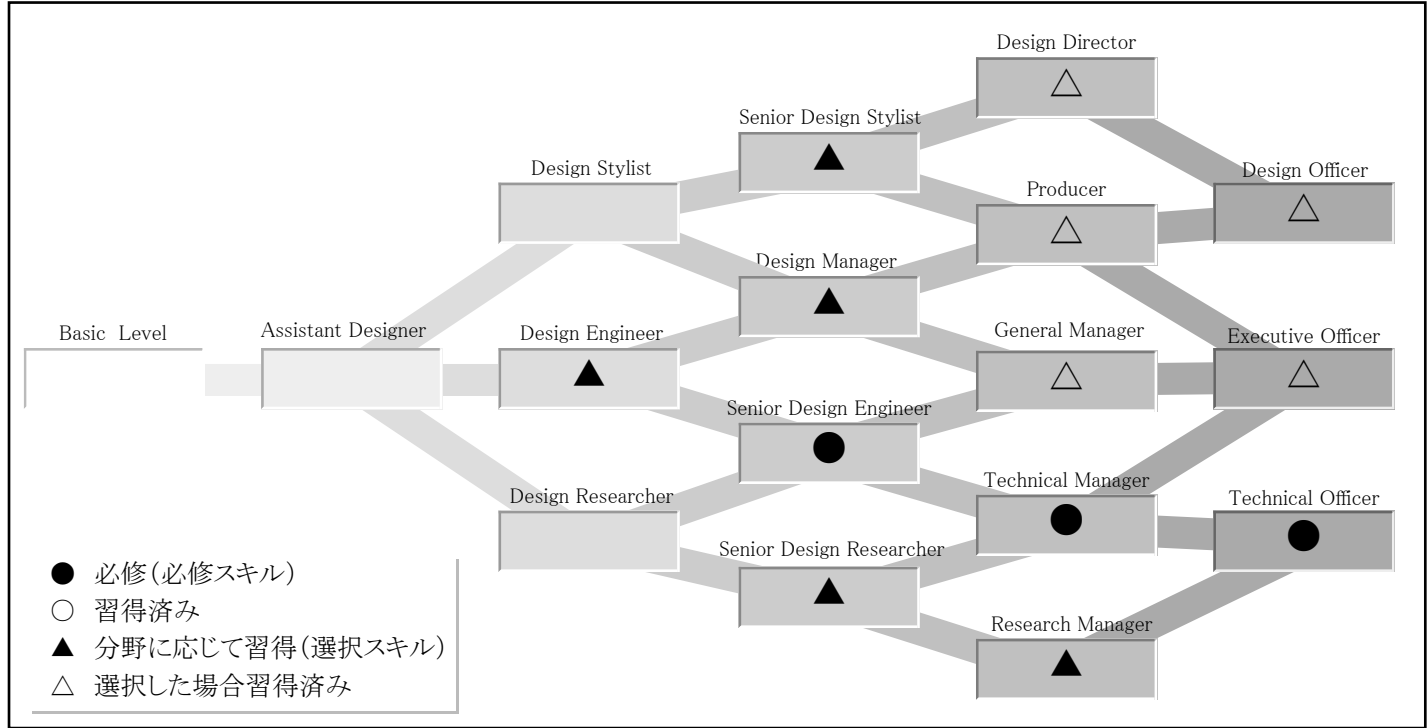 Design Director
Senior Design Stylist
Design Stylist
Design Officer
Producer
Design Manager
Basic Level
Assistant Designer
Design Engineer
General Manager
Executive Officer
Senior Design Engineer
Technical Manager
Design Researcher
Technical Officer
Senior Design Researcher
Research Manager
● 必修(必修スキル)
○ 習得済み
▲ 分野に応じて習得(選択スキル)
△ 選択した場合習得済み